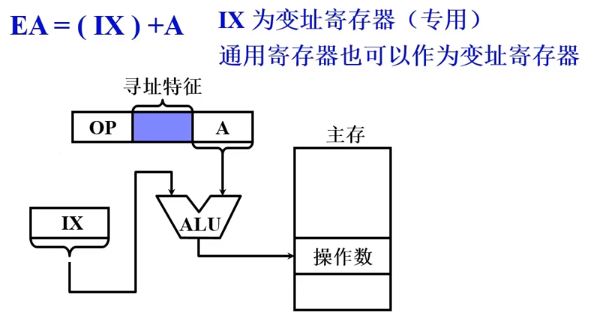 EA = ( IX ) +A
IX 为变址寄存器（专用）
通用寄存器也可以作为变址寄存器
寻址特征
OP
A
主存
IX
ALU
操作数